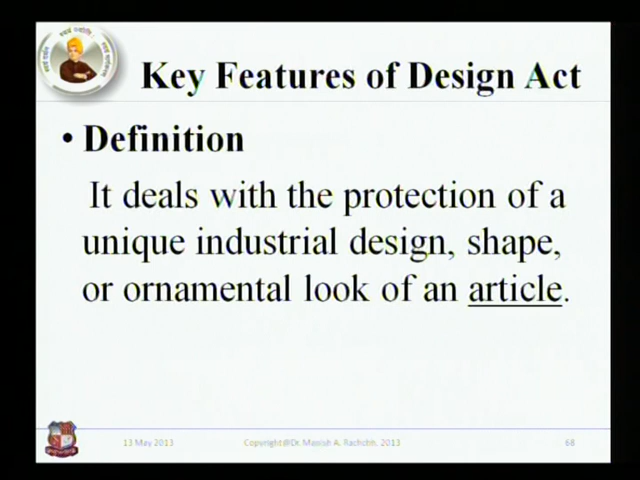 Key Features of Design Act
• Definition
It deals with the protection of a
unique industrial design, shape,
or ornamental look of an article.
13 May 2013
Copyright@Dr. Manish A. Rachchh, 2013
68